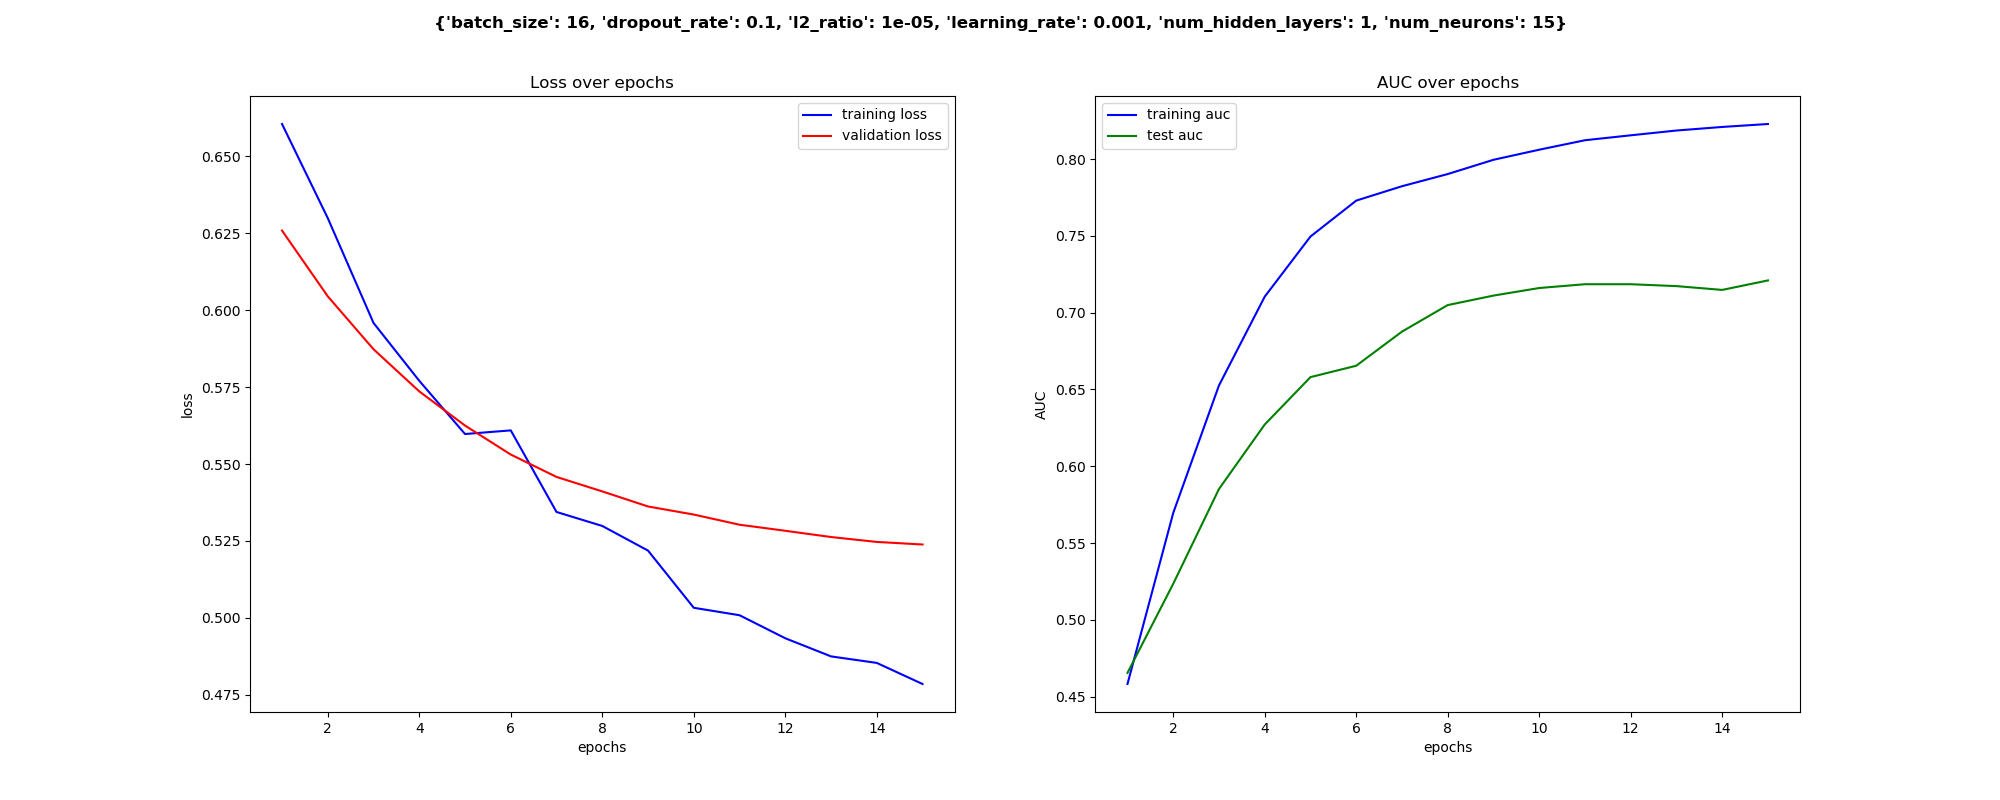 {'batch_size': 16, 'dropout_rate': 0.1, 'l2_ratio': 1e-05, 'learning_rate': 0.001, 'num_hidden_layers': 1, 'num_neurons': 15}
Loss over epochs
training loss
validation loss
0.650
0.625
0.600
0.575
0.550
0.525
0.500
0.475
loss
2 4 6 8 10 12 14
epochs
AUC over epochs
training auc
test auc
0.80
0.75
0.70
0.65
0.60
0.55
0.50
0.45
AUC
2 4 6 8 10 12 14
epochs